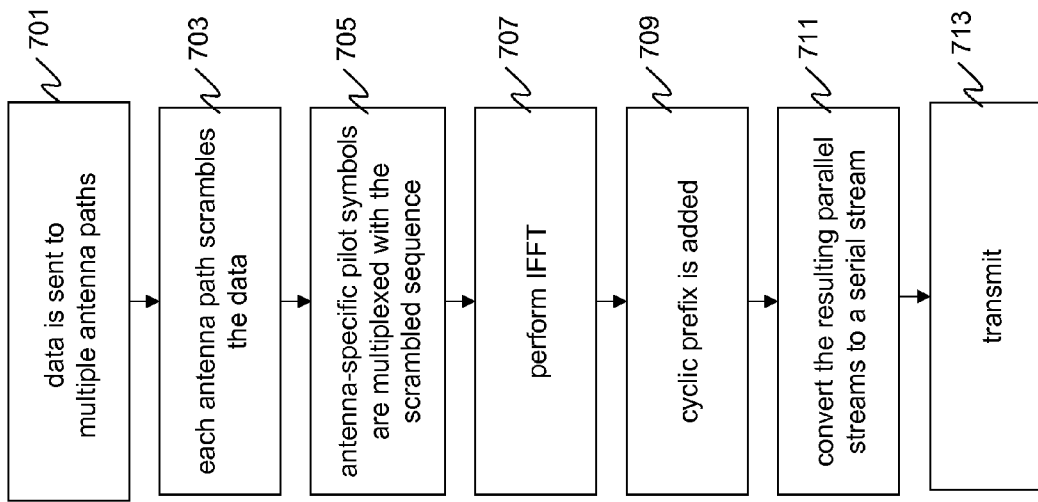 data is sent to
multiple antenna paths
701
each antenna path scrambles
the data
703
antenna-specific pilot symbols
are multiplexed with the
scrambled sequence
705
perform IFFT
707
cyclic prefix is added
709
convert the resulting parallel
streams to a serial stream
711
transmit
713